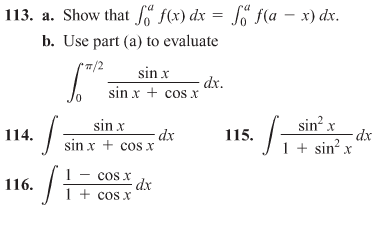 113. a. Show that ∫₀ᵃ f(x) dx = ∫₀ᵃ f(a − x) dx.
b. Use part (a) to evaluate
∫₀^(π/2) sin x / (sin x + cos x) dx.
114. ∫ sin x / (sin x + cos x) dx 115. ∫ sin² x / (1 + sin² x) dx
116. ∫ (1 − cos x) / (1 + cos x) dx